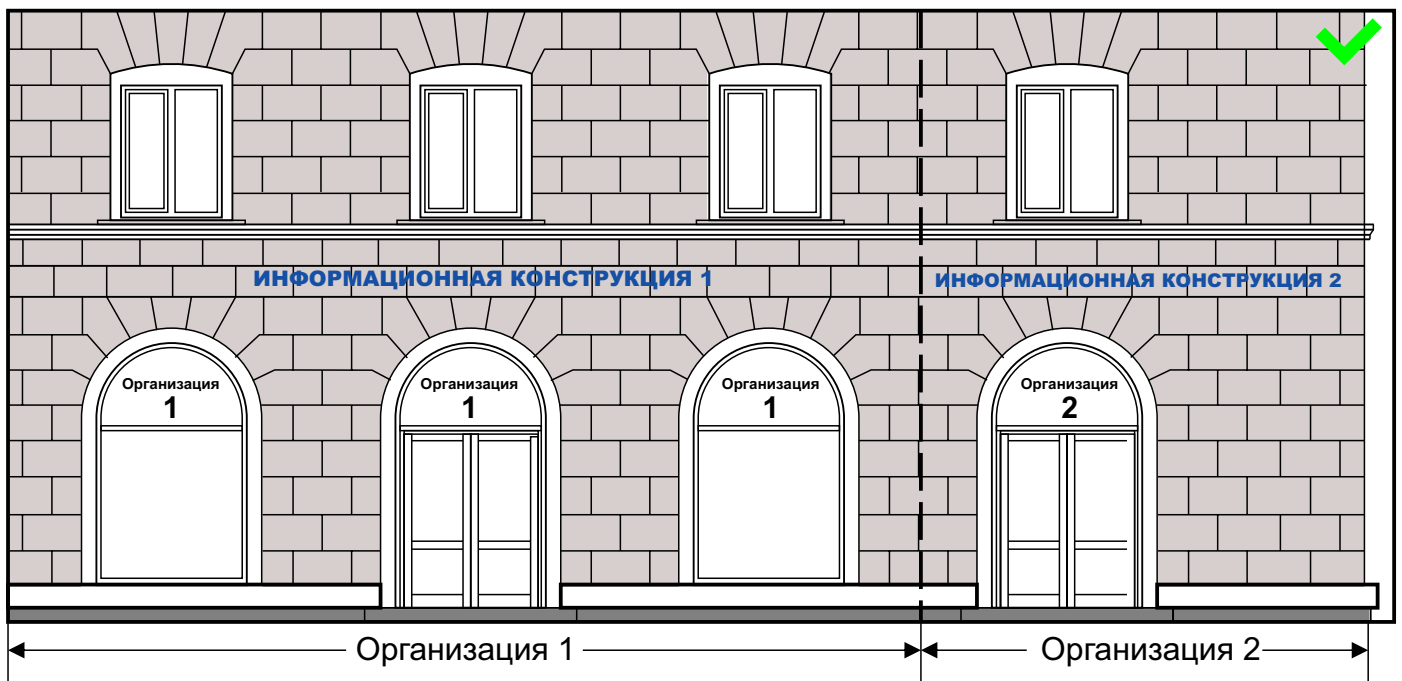 ИНФОРМАЦИОННАЯ КОНСТРУКЦИЯ 1
ИНФОРМАЦИОННАЯ КОНСТРУКЦИЯ 2
Организация
1
Организация
1
Организация
1
Организация
2
Организация 1
Организация 2